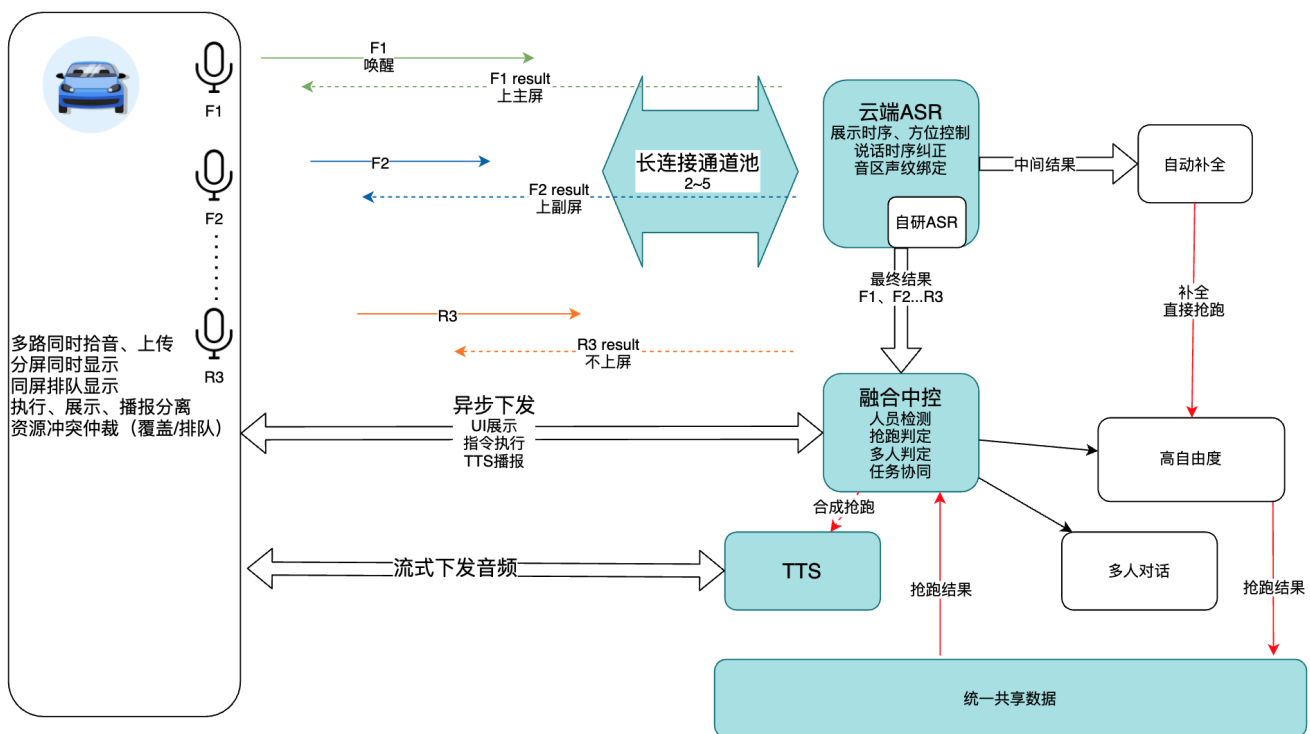 F1
F2
R3
多路同时拾音、上传
分屏同时显示
同屏排队显示
执行、展示、播报分离
资源冲突仲裁（覆盖/排队）
F1
唤醒
F1 result
上主屏
F2
F2 result
上副屏
R3
R3 result
不上屏
长连接通道池
2~5
云端ASR
展示时序、方位控制
说话时序纠正
音区声纹绑定
自研ASR
中间结果
自动补全
最终结果
F1、F2...R3
补全
直接抢跑
异步下发
UI展示
指令执行
TTS播报
融合中控
人员检测
抢跑判定
多人判定
任务协同
高自由度
合成抢跑
流式下发音频
TTS
多人对话
抢跑结果
抢跑结果
统一共享数据